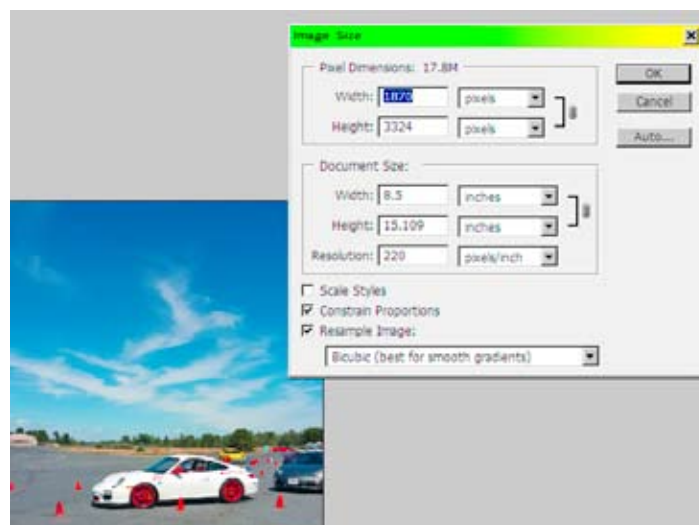 Image Size
Pixel Dimensions: 17.8M
Width: 1870 pixels
Height: 3324 pixels
OK
Cancel
Auto...
Document Size:
Width: 8.5 inches
Height: 15.109 inches
Resolution: 220 pixels/inch
Scale Styles
Constrain Proportions
Resample Image:
Bicubic (best for smooth gradients)